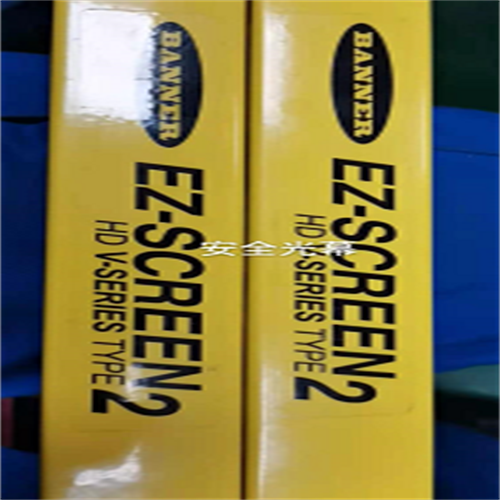 BANNER
EZ-SCREEN
HD V-SERIES TYPE 2
BANNER
EZ-SCREEN
HD V-SERIES TYPE 2
安全光幕